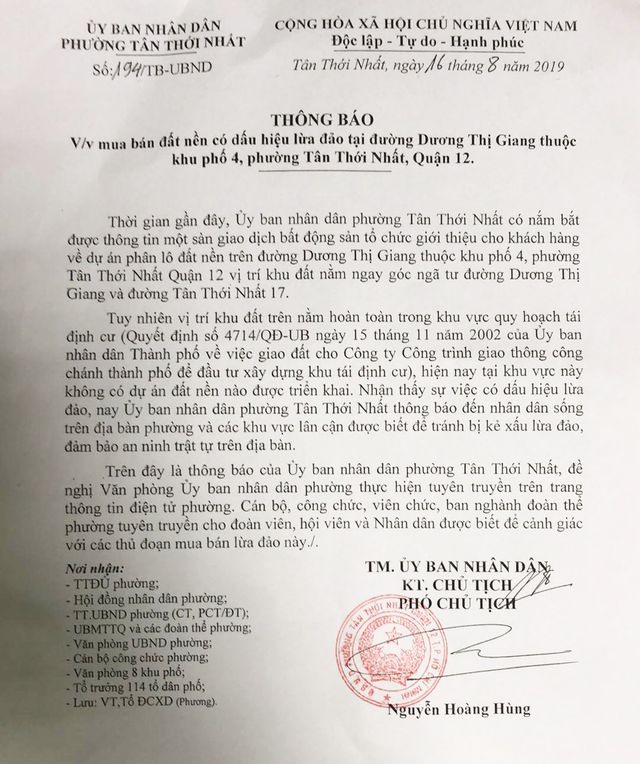 ỦY BAN NHÂN DÂN
PHƯỜNG TÂN THỚI NHẤT
Số:194/TB-UBND
CỘNG HÒA XÃ HỘI CHỦ NGHĨA VIỆT NAM
Độc lập - Tự do - Hạnh phúc
Tân Thới Nhất, ngày 16 tháng 8 năm 2019
THÔNG BÁO
V/v mua bán đất nền có dấu hiệu lừa đảo tại đường Dương Thị Giang thuộc
khu phố 4, phường Tân Thới Nhất, Quận 12.
Thời gian gần đây, Ủy ban nhân dân phường Tân Thới Nhất có nắm bắt
được thông tin một sàn giao dịch bất động sản tổ chức giới thiệu cho khách hàng
về dự án phân lô đất nền trên đường Dương Thị Giang thuộc khu phố 4, phường
Tân Thới Nhất Quận 12 vị trí khu đất nằm ngay góc ngã tư đường Dương Thị
Giang và đường Tân Thới Nhất 17.
Tuy nhiên vị trí khu đất trên nằm hoàn toàn trong khu vực quy hoạch tái
định cư (Quyết định số 4714/QĐ-UB ngày 15 tháng 11 năm 2002 của Ủy ban
nhân dân Thành phố về việc giao đất cho Công ty Công trình giao thông công
chánh thành phố để đầu tư xây dựng khu tái định cư), hiện nay tại khu vực này
không có dự án đất nền nào được triển khai. Nhận thấy sự việc có dấu hiệu lừa
đảo, nay Ủy ban nhân dân phường Tân Thới Nhất thông báo đến nhân dân sống
trên địa bàn phường và các khu vực lân cận được biết để tránh bị kẻ xấu lừa đảo,
đảm bảo an ninh trật tự trên địa bàn.
Trên đây là thông báo của Ủy ban nhân dân phường Tân Thới Nhất, đề
nghị Văn phòng Ủy ban nhân dân phường thực hiện tuyên truyền trên trang
thông tin điện tử phường. Cán bộ, công chức, viên chức, ban nghành đoàn thể
phường tuyên truyền cho đoàn viên, hội viên và Nhân dân được biết để cảnh giác
với các thủ đoạn mua bán lừa đảo này./.
Nơi nhận:
- TTĐU phường;
- Hội đồng nhân dân phường;
- TT.UBND phường (CT, PCT/ĐT);
- UBMTTQ và các đoàn thể phường;
- Văn phòng UBND phường;
- Cán bộ công chức phường;
- Văn phòng 8 khu phố;
- Tổ trưởng 114 tổ dân phố;
- Lưu: VT,Tổ ĐCXD (Phương).
TM. ỦY BAN NHÂN DÂN
KT. CHỦ TỊCH
PHÓ CHỦ TỊCH
Nguyễn Hoàng Hùng